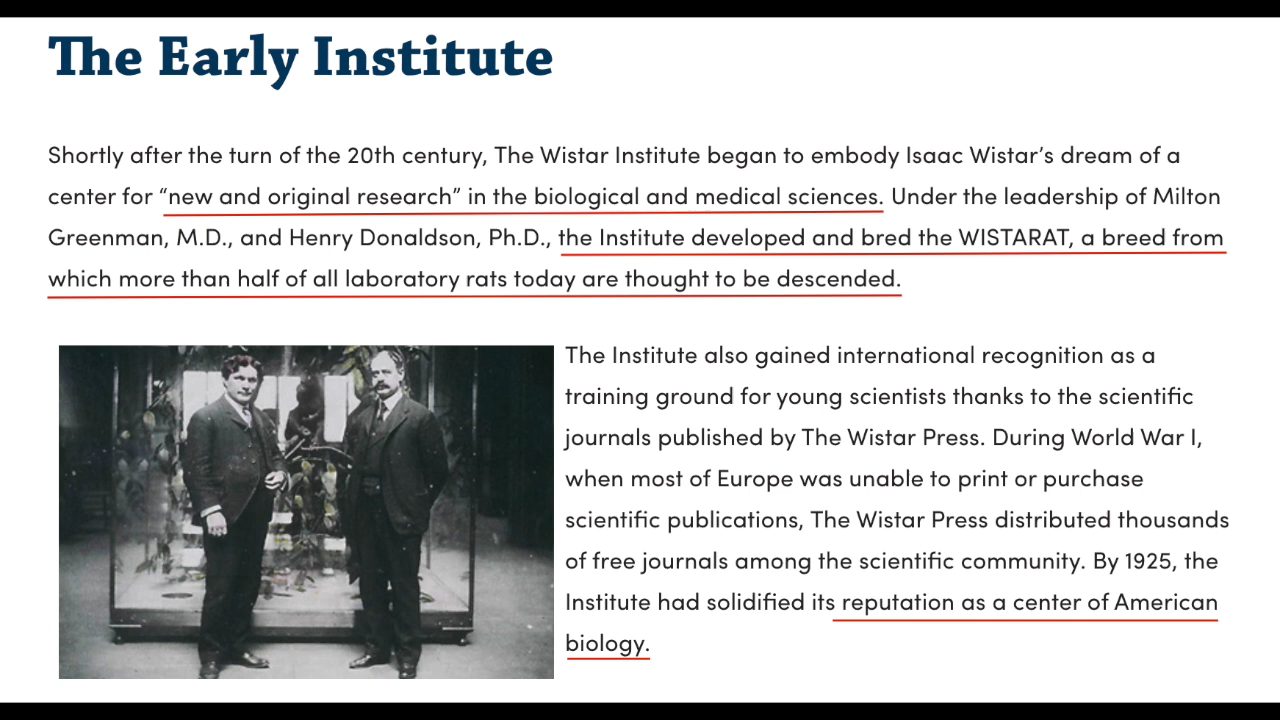 The Early Institute
Shortly after the turn of the 20th century, The Wistar Institute began to embody Isaac Wistar’s dream of a
center for “new and original research” in the biological and medical sciences. Under the leadership of Milton
Greenman, M.D., and Henry Donaldson, Ph.D., the Institute developed and bred the WISTARAT, a breed from
which more than half of all laboratory rats today are thought to be descended.
The Institute also gained international recognition as a
training ground for young scientists thanks to the scientific
journals published by The Wistar Press. During World War I,
when most of Europe was unable to print or purchase
scientific publications, The Wistar Press distributed thousands
of free journals among the scientific community. By 1925, the
Institute had solidified its reputation as a center of American
biology.